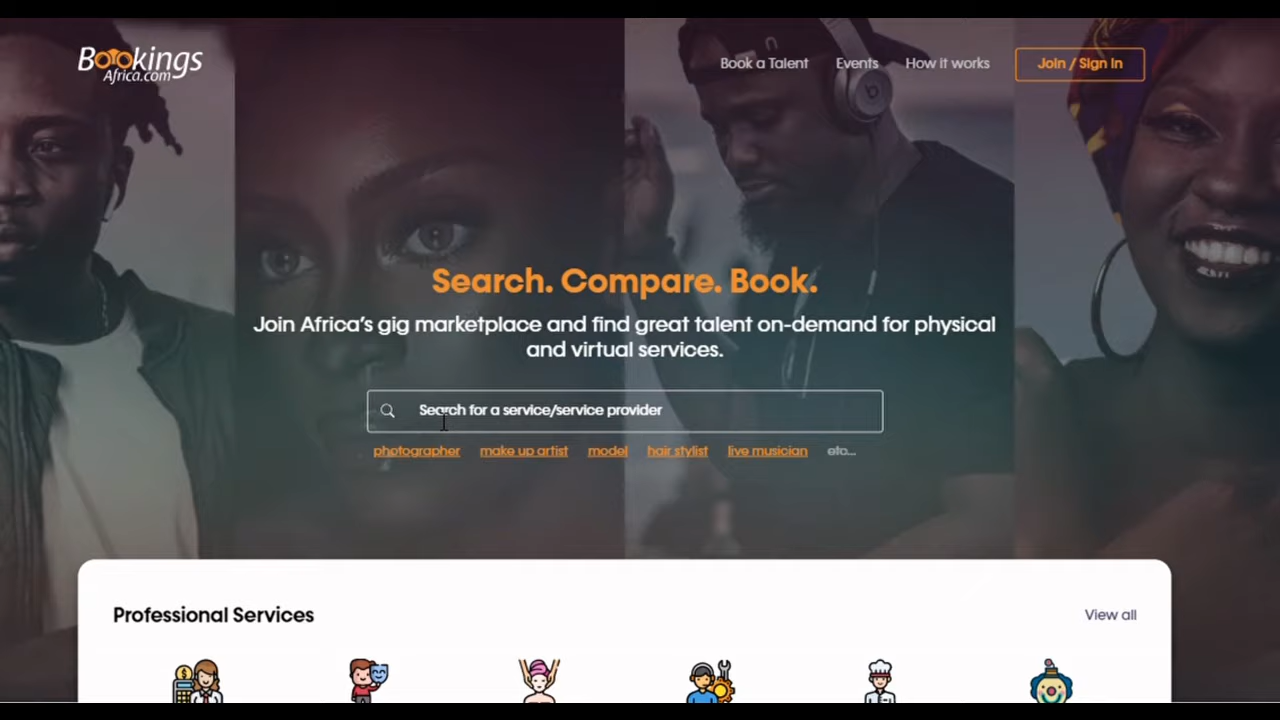 Bookings
Africa.com
Book a Talent
Events
How it works
Join / Sign In
Search. Compare. Book.
Join Africa's gig marketplace and find great talent on-demand for physical
and virtual services.
Search for a service/service provider
photographer
make up artist
model
hair stylist
live musician
etc...
Professional Services
View all